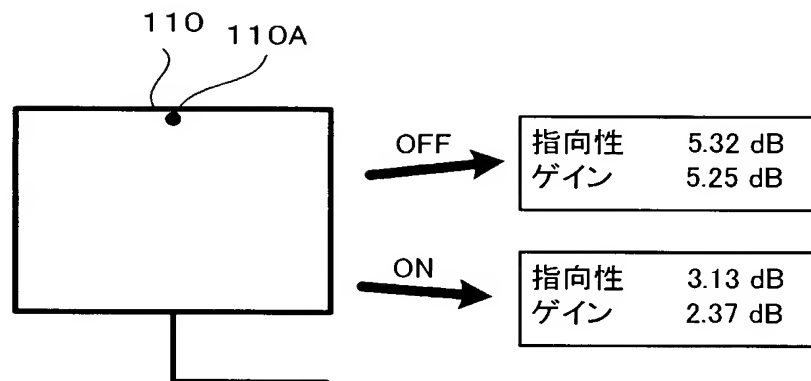 110
110A
OFF
指向性 5.32 dB
ゲイン 5.25 dB
ON
指向性 3.13 dB
ゲイン 2.37 dB